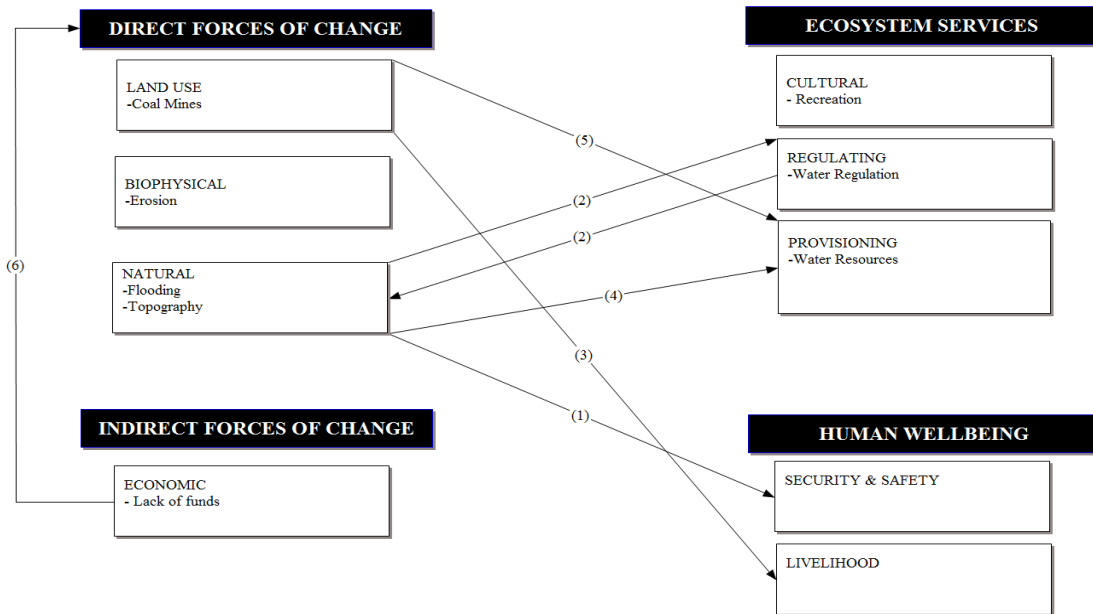 DIRECT FORCES OF CHANGE
LAND USE
-Coal Mines
BIOPHYSICAL
-Erosion
NATURAL
-Flooding
-Topography
INDIRECT FORCES OF CHANGE
ECONOMIC
- Lack of funds
(6)
(5)
(2)
(2)
(4)
(3)
(1)
ECOSYSTEM SERVICES
CULTURAL
- Recreation
REGULATING
-Water Regulation
PROVISIONING
-Water Resources
HUMAN WELLBEING
SECURITY & SAFETY
LIVELIHOOD